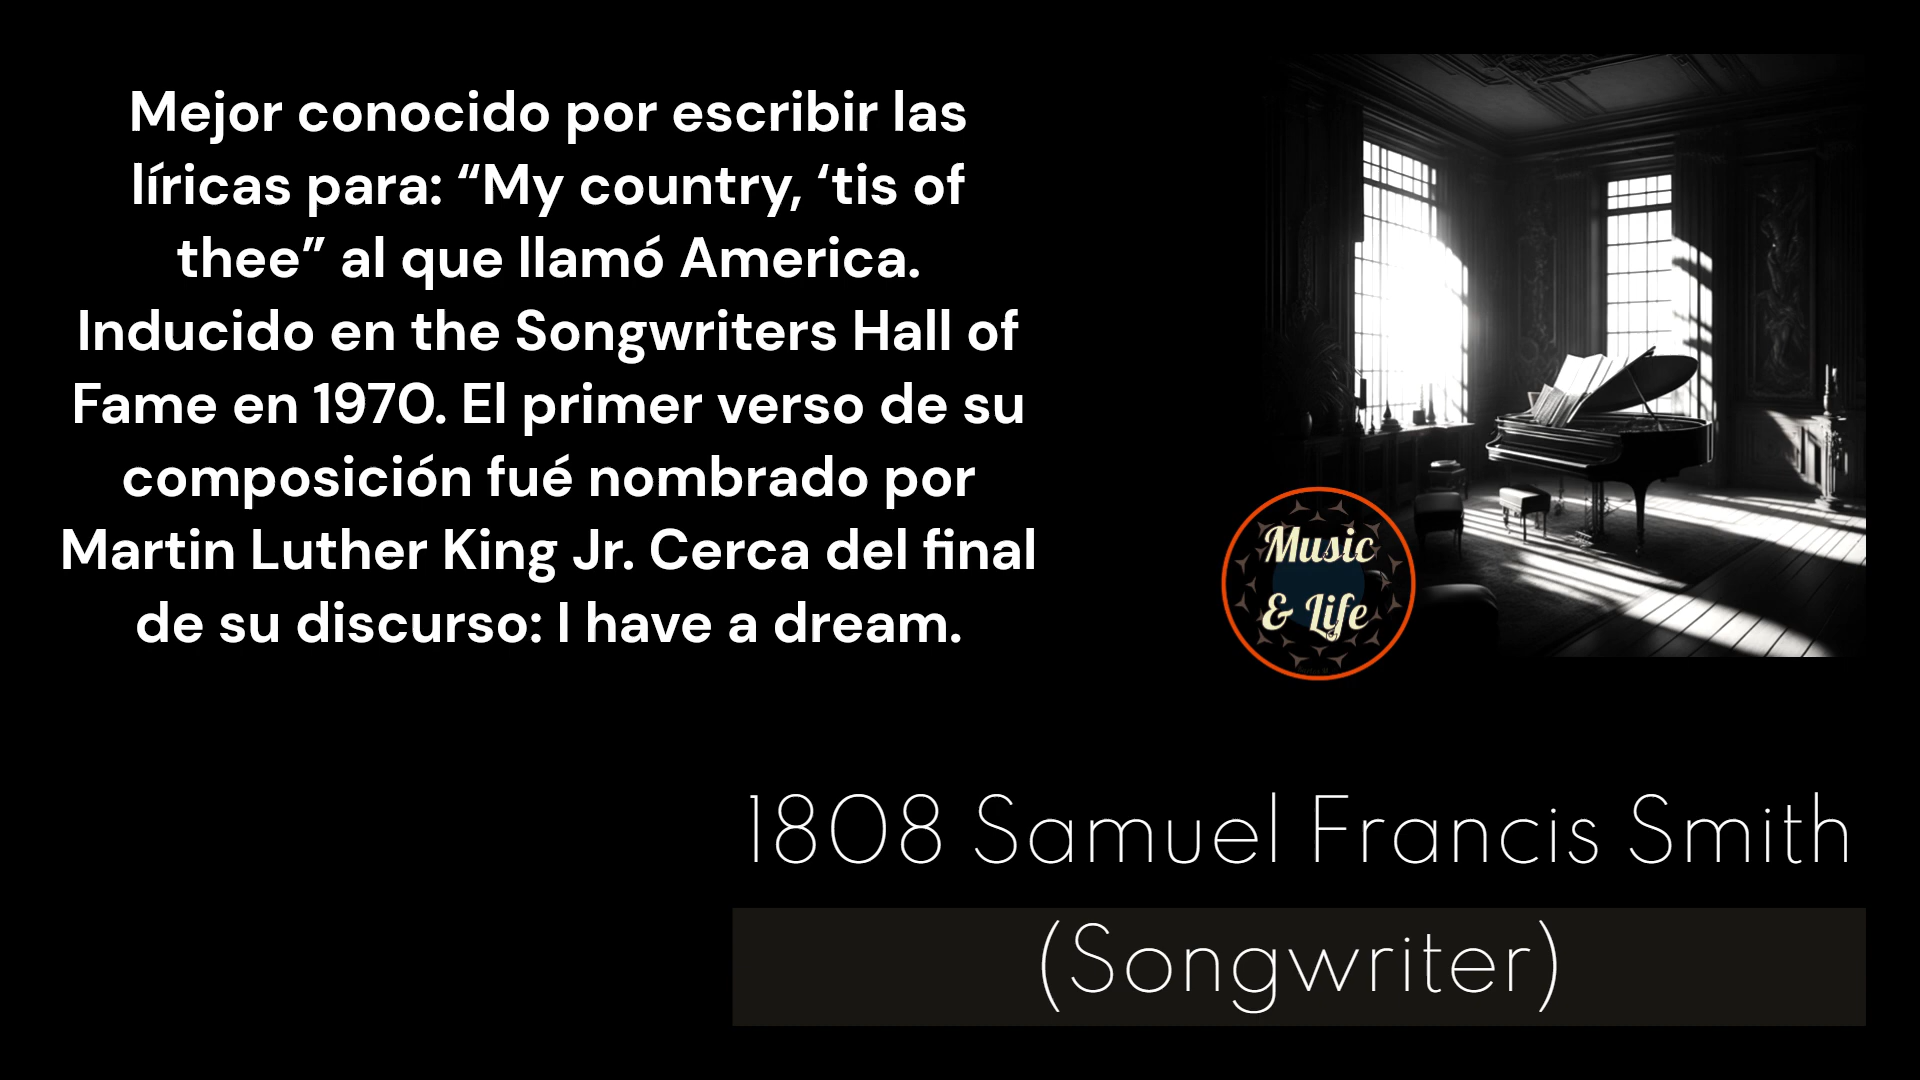 Mejor conocido por escribir las
líricas para: “My country, ‘tis of
thee” al que llamó America.
Inducido en the Songwriters Hall of
Fame en 1970. El primer verso de su
composición fué nombrado por
Martin Luther King Jr. Cerca del final
de su discurso: I have a dream.
Music
& Life
1808 Samuel Francis Smith
(Songwriter)